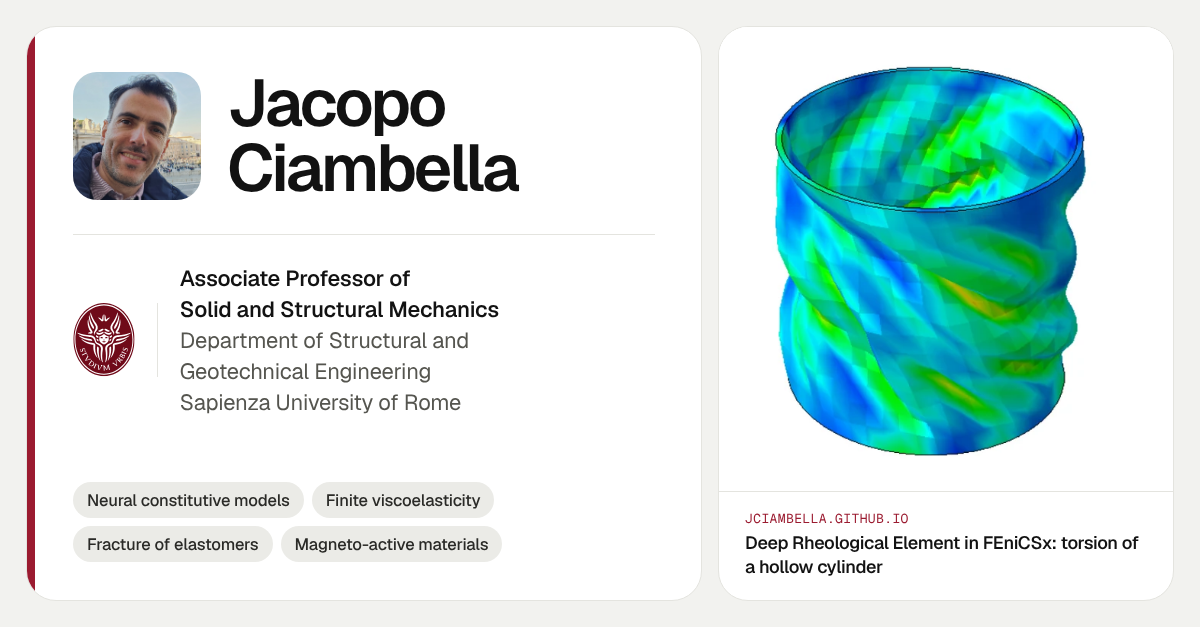 Jacopo
Ciambella
Associate Professor of
Solid and Structural Mechanics
Department of Structural and
Geotechnical Engineering
Sapienza University of Rome
STVDIVM VRBIS
Neural constitutive models
Finite viscoelasticity
Fracture of elastomers
Magneto-active materials
JCIAMBELLA.GITHUB.IO
Deep Rheological Element in FEniCSx: torsion of
a hollow cylinder